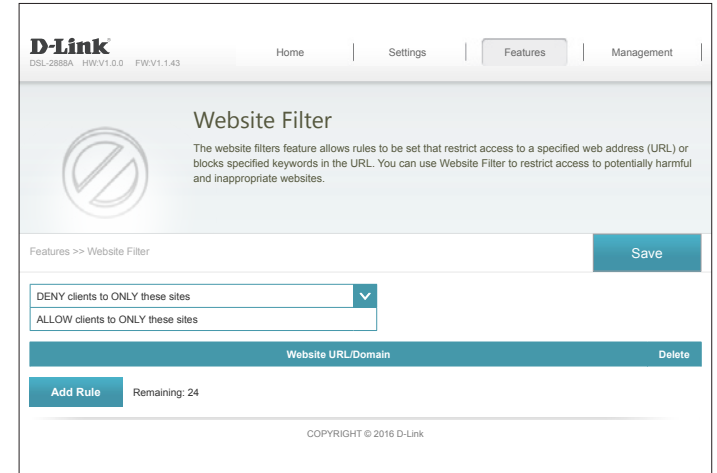 D-Link
DSL-2888A HW:V1.0.0 FW:V1.1.43
Home
Settings
Features
Management
Website Filter
The website filters feature allows rules to be set that restrict access to a specified web address (URL) or
blocks specified keywords in the URL. You can use Website Filter to restrict access to potentially harmful
and inappropriate websites.
Features >> Website Filter
Save
DENY clients to ONLY these sites
ALLOW clients to ONLY these sites
Website URL/Domain
Delete
Add Rule
Remaining: 24
COPYRIGHT © 2016 D-Link